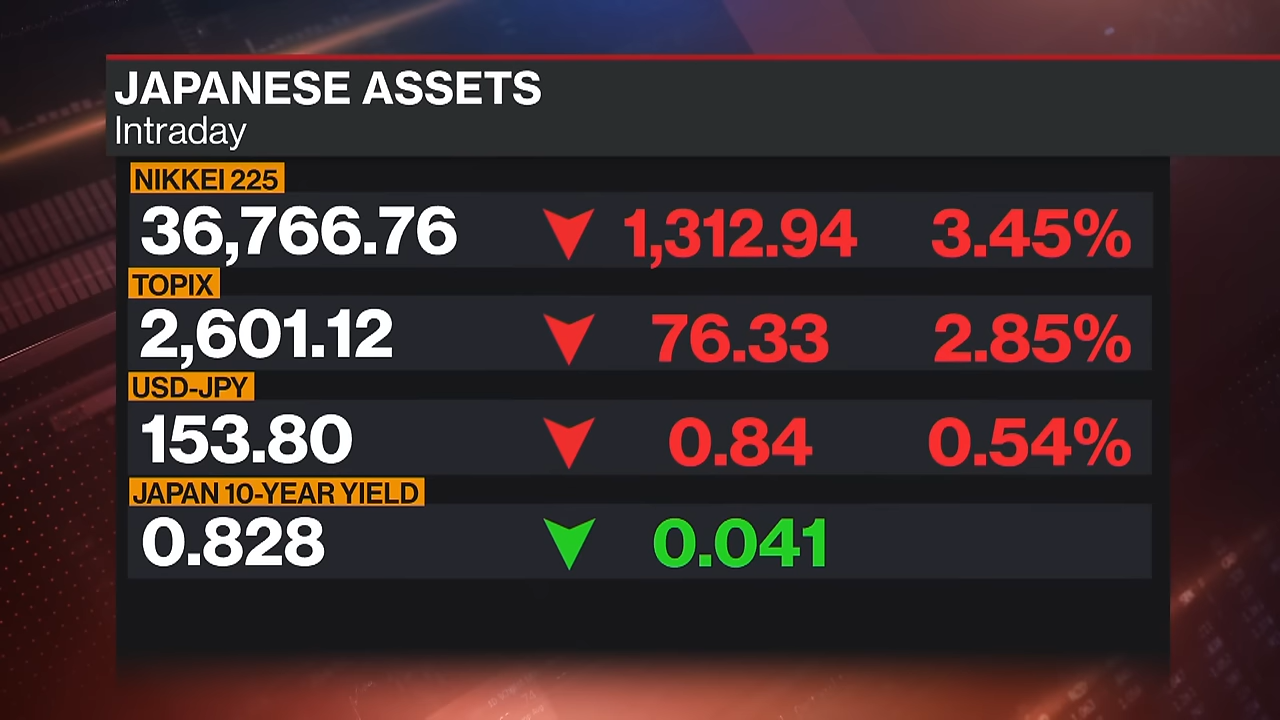 JAPANESE ASSETS
Intraday
NIKKEI 225
36,766.76 1,312.94 3.45%
TOPIX
2,601.12 76.33 2.85%
USD-JPY
153.80 0.84 0.54%
JAPAN 10-YEAR YIELD
0.828 0.041